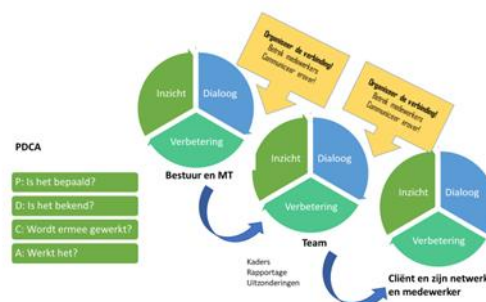 Organiseer de verbinding!
Betrek medewerkers
Communiceer erover!
Organiseer de verbinding!
Betrek medewerkers
Communiceer erover!
Inzicht
Dialoog
Verbetering
Bestuur en MT
PDCA
P: Is het bepaald?
D: Is het bekend?
C: Wordt ermee gewerkt?
A: Werkt het?
Inzicht
Dialoog
Verbetering
Team
Kaders
Rapportage
Uitzonderingen
Inzicht
Dialoog
Verbetering
Cliënt en zijn netwerk
en medewerker